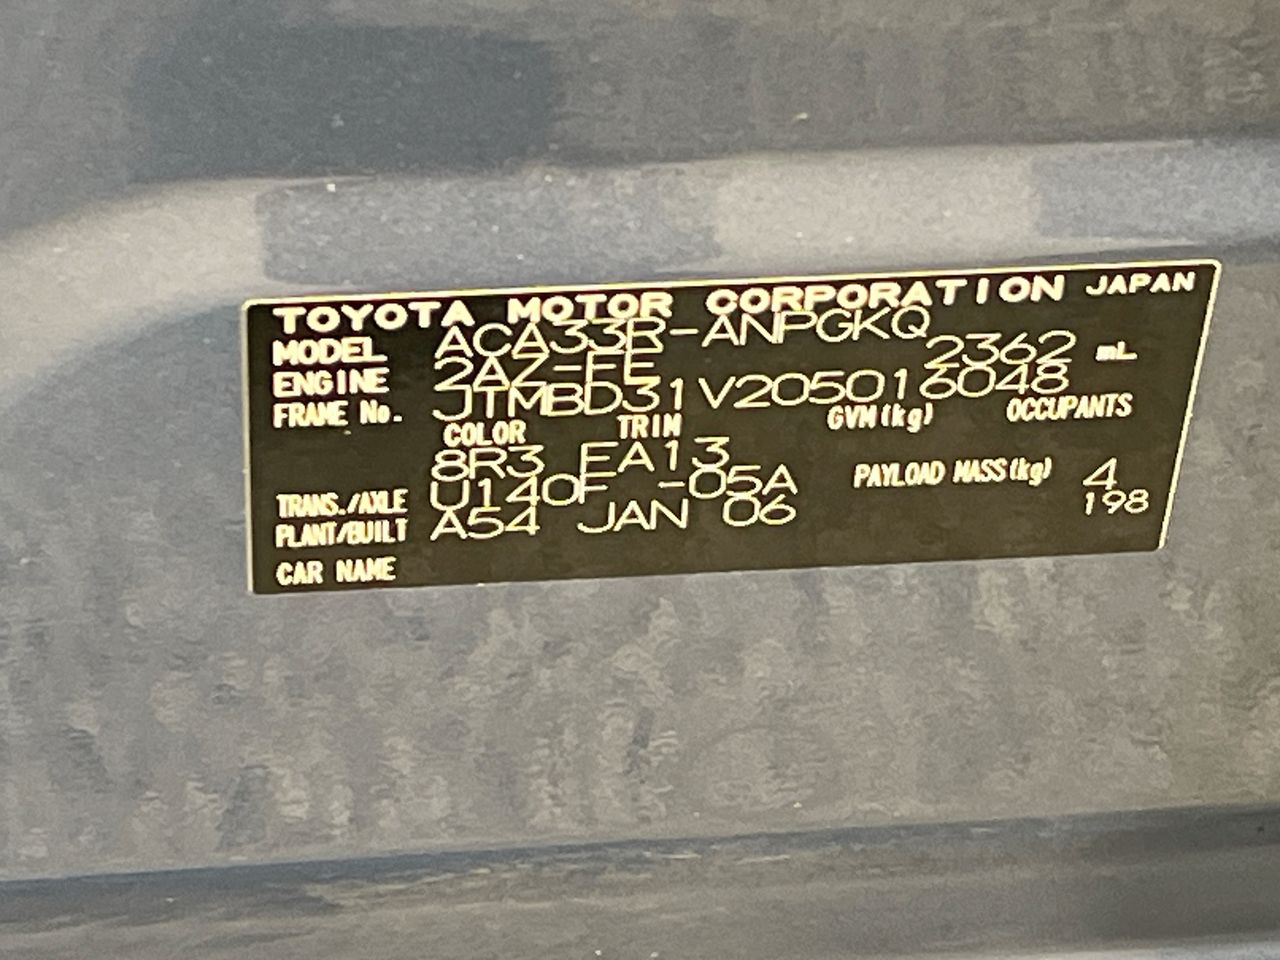 TOYOTA MOTOR CORPORATION JAPAN
MODEL ACA33R-ANPGKQ
ENGINE 2AZ-FE 2362 mL
FRAME No. JTMBD31V205016048
COLOR TRIM GVM(kg) OCCUPANTS
8R3 FA13
TRANS./AXLE U140F -05A PAYLOAD MASS(kg) 4
PLANT/BUILT A54 JAN 06 198
CAR NAME